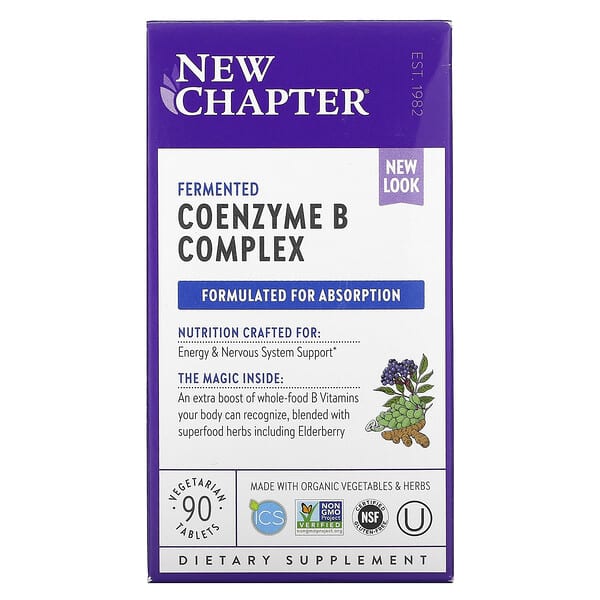 NEW
CHAPTER®
EST. 1982
NEW
LOOK
FERMENTED
COENZYME B
COMPLEX
FORMULATED FOR ABSORPTION
NUTRITION CRAFTED FOR:
Energy & Nervous System Support*
THE MAGIC INSIDE:
An extra boost of whole-food B Vitamins
your body can recognize, blended with
superfood herbs including Elderberry
VEGETARIAN
90
TABLETS
MADE WITH ORGANIC VEGETABLES & HERBS
ICS
NON
GMO
Project
VERIFIED
nongmoproject.org
CERTIFIED
NSF
GLUTEN-FREE
U
DIETARY SUPPLEMENT